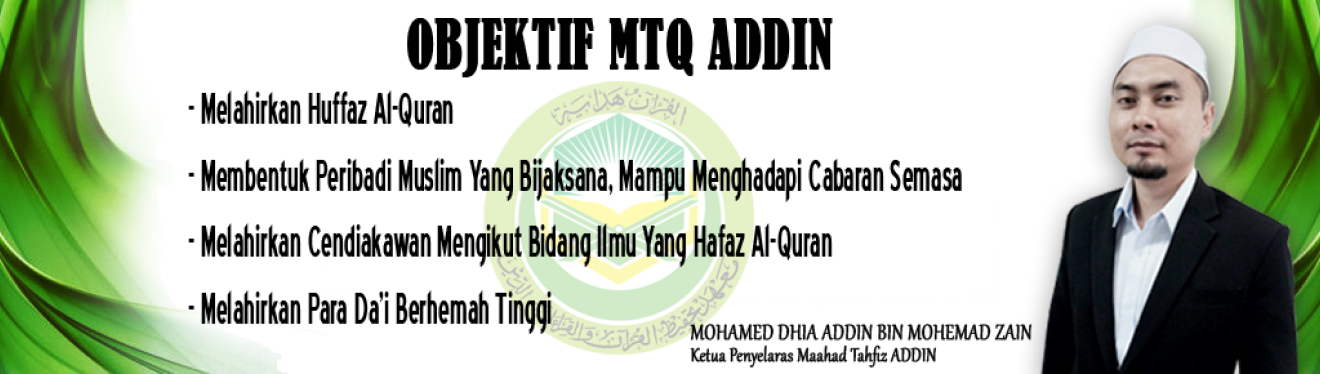 OBJEKTIF MTQ ADDIN
- Melahirkan Huffaz Al-Quran
- Membentuk Peribadi Muslim Yang Bijaksana, Mampu Menghadapi Cabaran Semasa
- Melahirkan Cendiakawan Mengikut Bidang Ilmu Yang Hafaz Al-Quran
- Melahirkan Para Da'i Berhemah Tinggi
MOHAMED DHIA ADDIN BIN MOHEMAD ZAIN
Ketua Penyelaras Maahad Tahfiz ADDIN
القرآن هداية